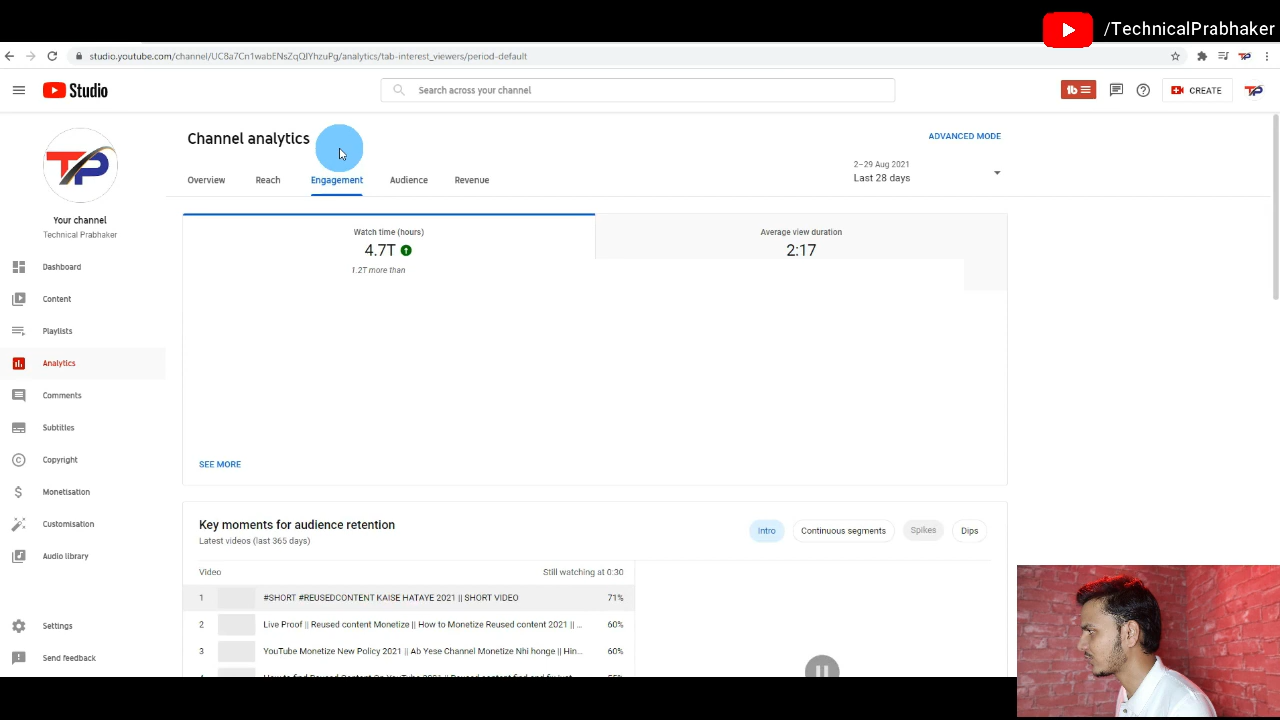 /TechnicalPrabhaker
studio.youtube.com/channel/UC8a7Cn1wabENsZqQlYhzuPg/analytics/tab-interest_viewers/period-default
Studio
Search across your channel
CREATE
TP
Channel analytics
ADVANCED MODE
Overview Reach Engagement Audience Revenue
2–29 Aug 2021
Last 28 days
TP
Your channel
Technical Prabhaker
Dashboard
Content
Playlists
Analytics
Comments
Subtitles
Copyright
Monetisation
Customisation
Audio library
Settings
Send feedback
Watch time (hours)
4.7T
1.2T more than
Average view duration
2:17
SEE MORE
Key moments for audience retention
Latest videos (last 365 days)
Intro Continuous segments Spikes Dips
Video Still watching at 0:30
1 #SHORT #REUSEDCONTENT KAISE HATAYE 2021 || SHORT VIDEO 71%
2 Live Proof || Reused content Monetize || How to Monetize Reused content 2021 || ... 60%
3 YouTube Monetize New Policy 2021 || Ab Yese Channel Monetize Nhi honge || Hin... 60%